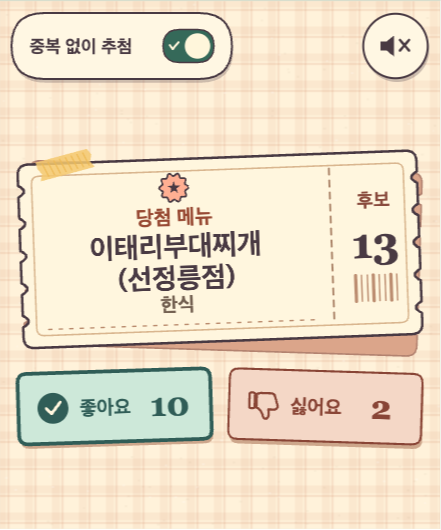 중복 없이 추첨
당첨 메뉴
이태리부대찌개
(선정릉점)
한식
후보
13
좋아요 10
싫어요 2